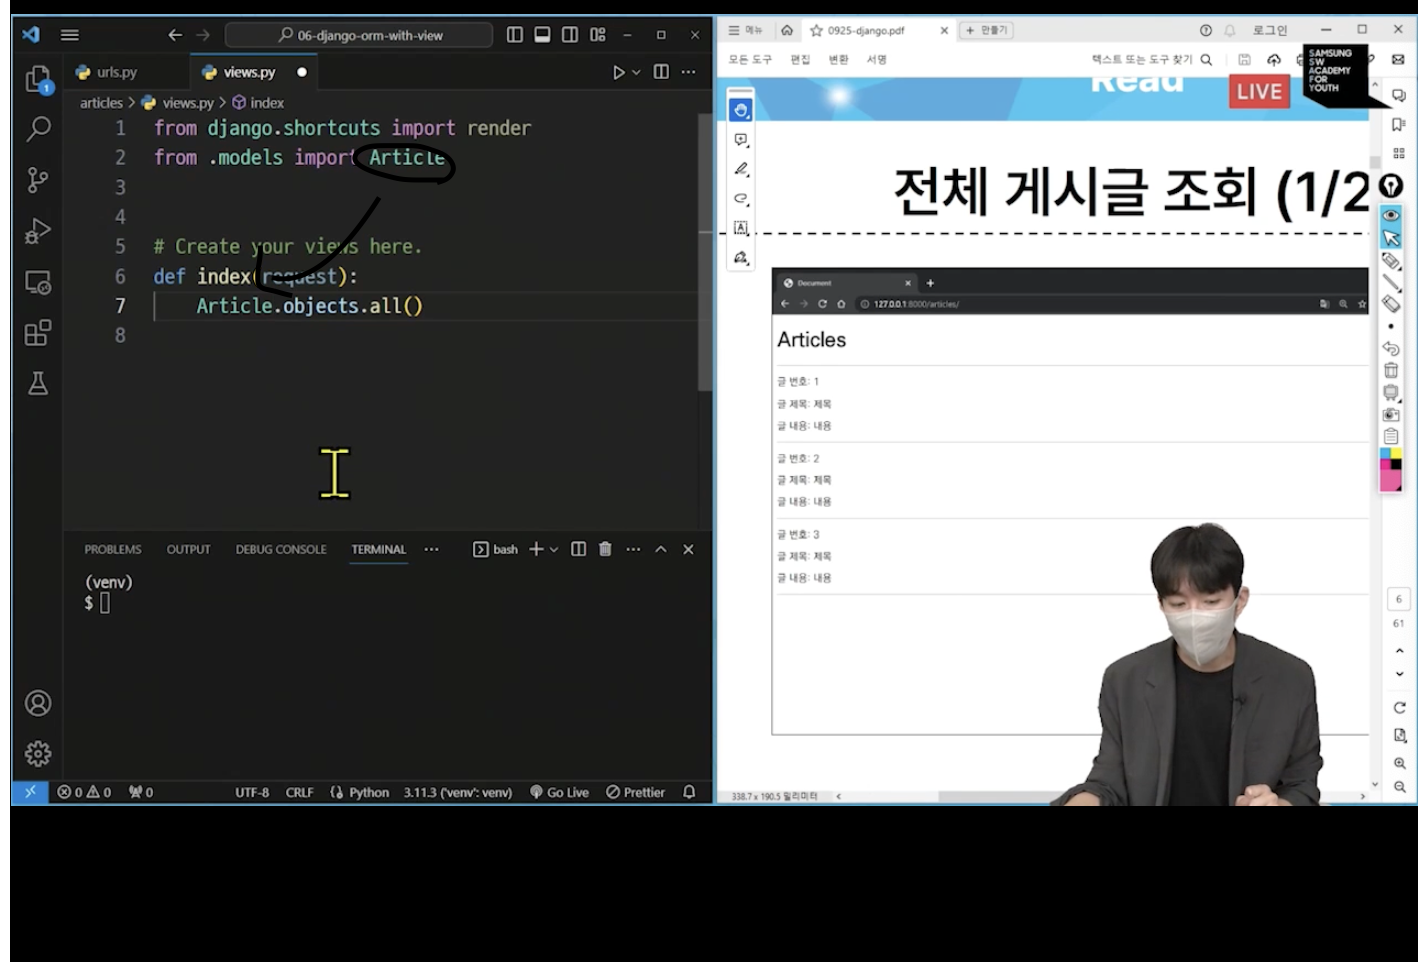 06-django-orm-with-view
urls.py
views.py
articles > views.py > index
1 from django.shortcuts import render
2 from .models import Article
3
4
5 # Create your views here.
6 def index(request):
7 Article.objects.all()
8
PROBLEMS OUTPUT DEBUG CONSOLE TERMINAL bash
(venv)
$
0 0 0 UTF-8 CRLF Python 3.11.3 ('venv': venv) Go Live Prettier
1
메뉴 0925-django.pdf + 만들기 로그인
모든 도구 편집 변환 서명 텍스트 또는 도구 찾기
Read
LIVE
SAMSUNG
SW
ACADEMY
FOR
YOUTH
전체 게시글 조회 (1/2
Document
127.0.0.1:8000/articles/
Articles
글 번호: 1
글 제목: 제목
글 내용: 내용
글 번호: 2
글 제목: 제목
글 내용: 내용
글 번호: 3
글 제목: 제목
글 내용: 내용
6
61
338.7 x 190.5 밀리미터